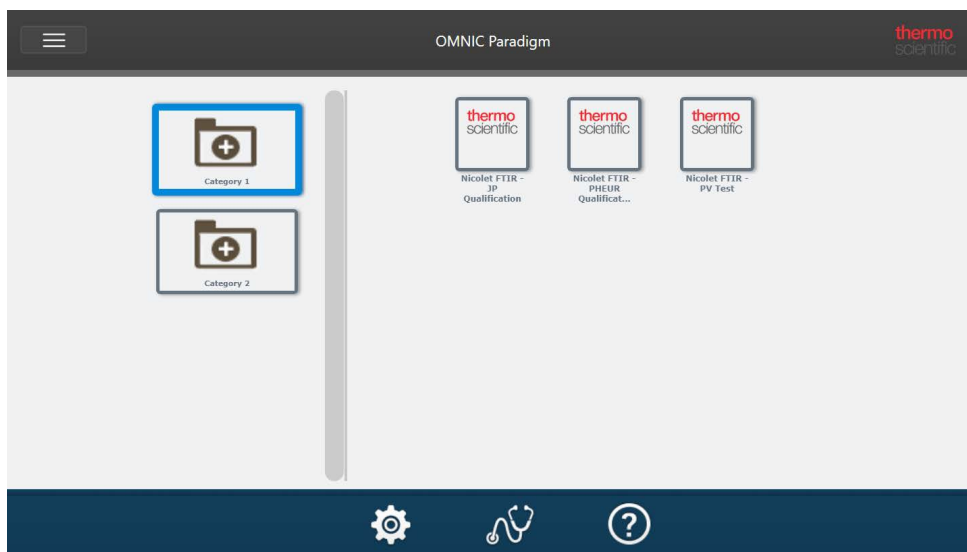 OMNIC Paradigm
thermo
scientific
Category 1
Category 2
thermo
scientific
Nicolet FTIR -
JP
Qualification
thermo
scientific
Nicolet FTIR -
PHEUR
Qualificat...
thermo
scientific
Nicolet FTIR -
PV Test
?